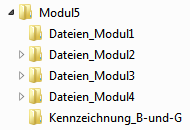 Modul5
Dateien_Modul1
Dateien_Modul2
Dateien_Modul3
Dateien_Modul4
Kennzeichnung_B-und-G